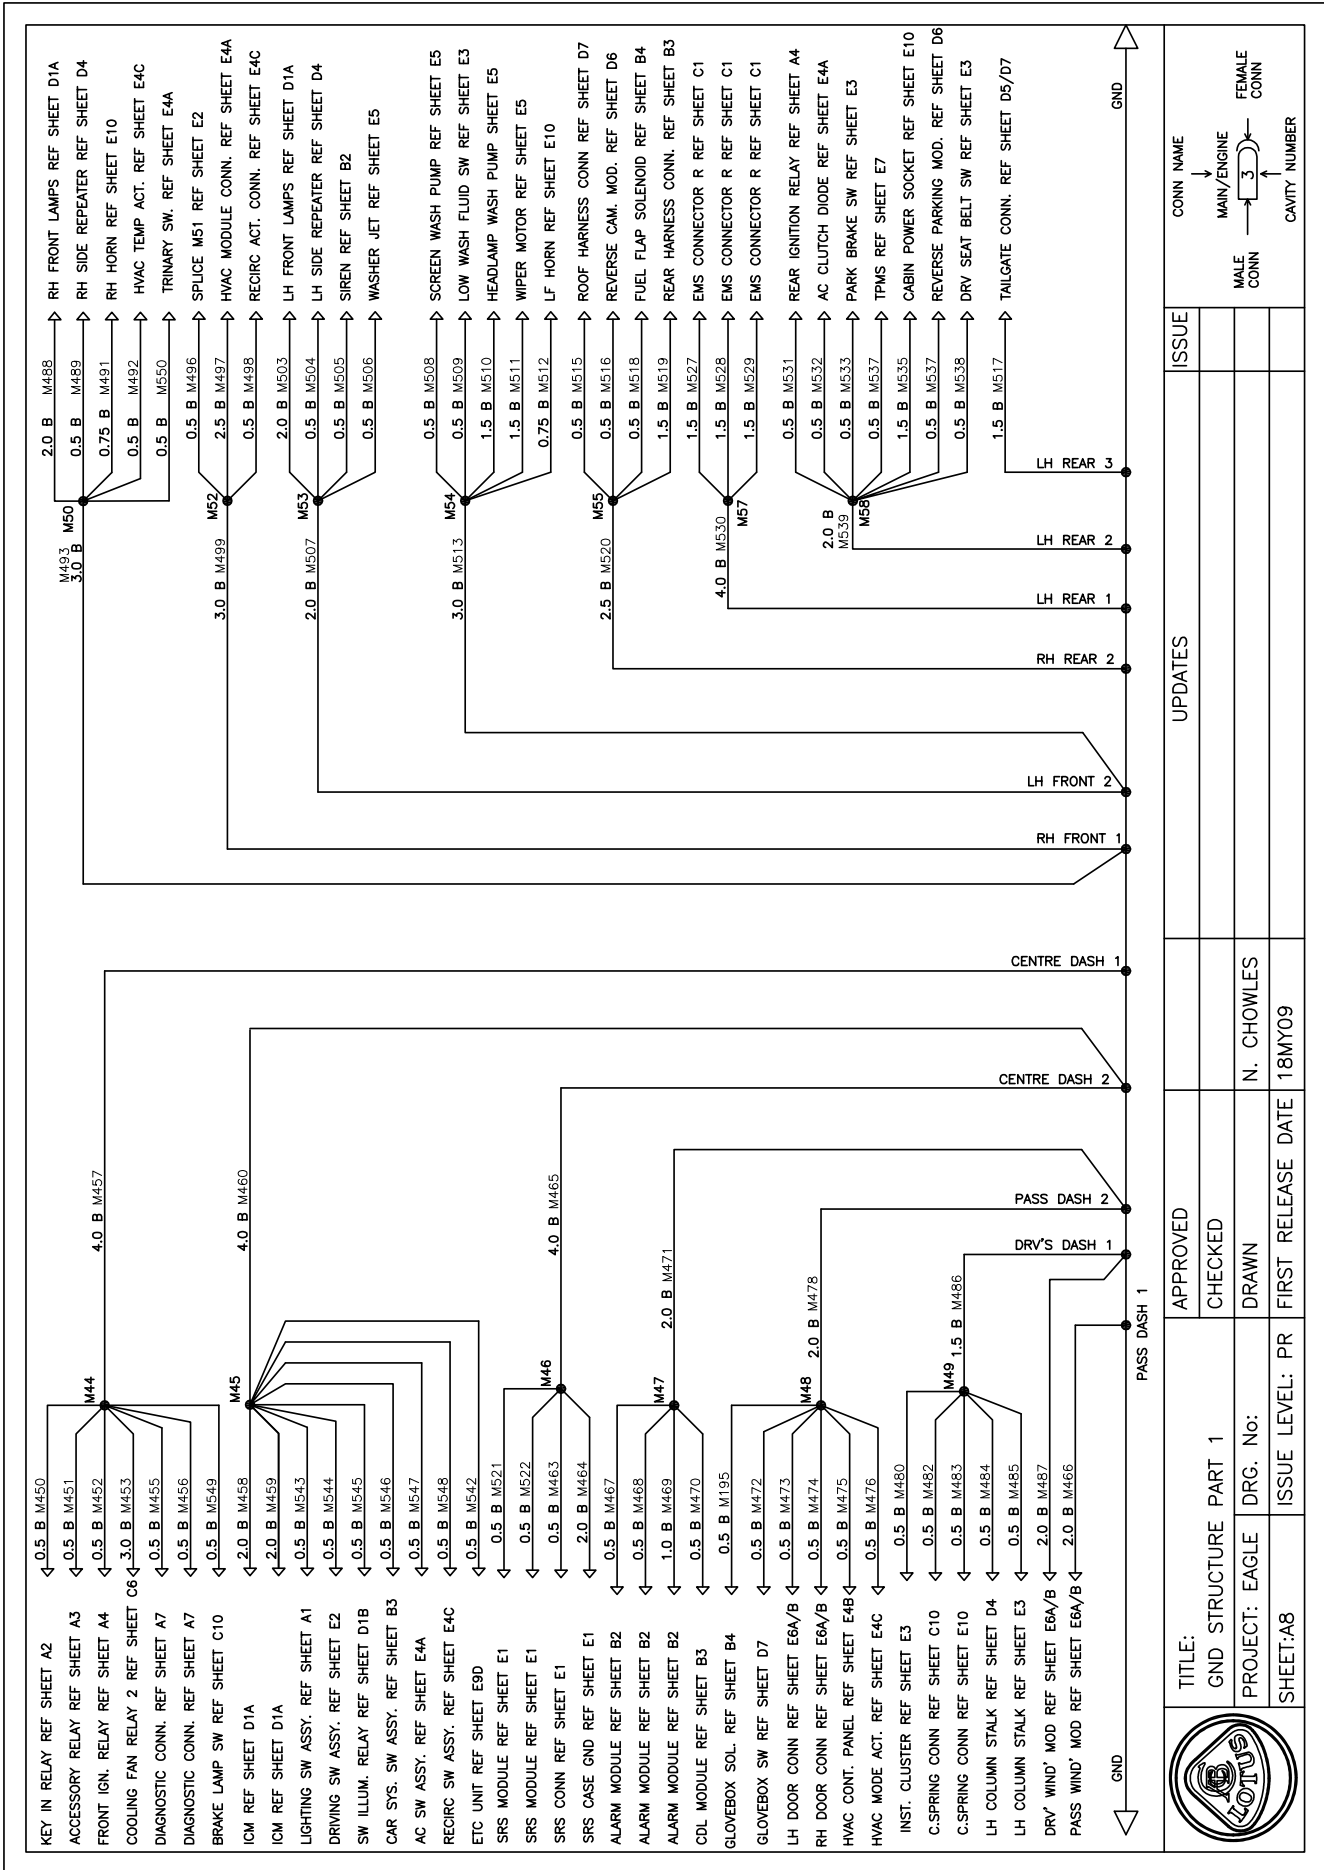 KEY IN RELAY REF SHEET A2
ACCESSORY RELAY REF SHEET A3
FRONT IGN. RELAY REF SHEET A4
COOLING FAN RELAY 2 REF SHEET C6
DIAGNOSTIC CONN. REF SHEET A7
DIAGNOSTIC CONN. REF SHEET A7
BRAKE LAMP SW REF SHEET C10
ICM REF SHEET D1A
ICM REF SHEET D1A
LIGHTING SW ASSY. REF SHEET A1
DRIVING SW ASSY. REF SHEET E2
SW ILLUM. RELAY REF SHEET D1B
CAR SYS. SW ASSY. REF SHEET B3
AC SW ASSY. REF SHEET E4A
RECIRC SW ASSY. REF SHEET E4C
ETC UNIT REF SHEET E9D
SRS MODULE REF SHEET E1
SRS MODULE REF SHEET E1
SRS CONN REF SHEET E1
SRS CASE GND REF SHEET E1
ALARM MODULE REF SHEET B2
ALARM MODULE REF SHEET B2
ALARM MODULE REF SHEET B2
CDL MODULE REF SHEET B3
GLOVEBOX SOL. REF SHEET B4
GLOVEBOX SW REF SHEET D7
LH DOOR CONN REF SHEET E6A/B
RH DOOR CONN REF SHEET E6A/B
HVAC CONT. PANEL REF SHEET E4B
HVAC MODE ACT. REF SHEET E4C
INST. CLUSTER REF SHEET E3
C.SPRING CONN REF SHEET C10
C.SPRING CONN REF SHEET E10
LH COLUMN STALK REF SHEET D4
LH COLUMN STALK REF SHEET E3
DRV' WIND' MOD REF SHEET E6A/B
PASS WIND' MOD REF SHEET E6A/B
GND
0.5 B M450
0.5 B M451
0.5 B M452
3.0 B M453
0.5 B M455
0.5 B M456
0.5 B M549
2.0 B M458
2.0 B M459
0.5 B M543
0.5 B M544
0.5 B M545
0.5 B M546
0.5 B M547
0.5 B M548
0.5 B M542
0.5 B M521
0.5 B M522
0.5 B M463
2.0 B M464
0.5 B M467
0.5 B M468
1.0 B M469
0.5 B M470
0.5 B M195
0.5 B M472
0.5 B M473
0.5 B M474
0.5 B M475
0.5 B M476
0.5 B M480
0.5 B M482
0.5 B M483
0.5 B M484
0.5 B M485
2.0 B M487
2.0 B M466
M44
M45
M46
M47
M48
M49
4.0 B M457
4.0 B M460
4.0 B M465
2.0 B M471
2.0 B M478
1.5 B M486
PASS DASH 1
DRV'S DASH 1
PASS DASH 2
CENTRE DASH 2
CENTRE DASH 1
RH FRONT 1
LH FRONT 2
RH REAR 2
LH REAR 1
LH REAR 2
LH REAR 3
M493
3.0 B
3.0 B M499
2.0 B M507
3.0 B M513
2.5 B M520
4.0 B M530
2.0 B
M539
M50
M52
M53
M54
M55
M57
M58
2.0 B M488
0.5 B M489
0.75 B M491
0.5 B M492
0.5 B M550
0.5 B M496
2.5 B M497
0.5 B M498
2.0 B M503
0.5 B M504
0.5 B M505
0.5 B M506
0.5 B M508
0.5 B M509
1.5 B M510
1.5 B M511
0.75 B M512
0.5 B M515
0.5 B M516
0.5 B M518
1.5 B M519
1.5 B M527
1.5 B M528
1.5 B M529
0.5 B M531
0.5 B M532
0.5 B M533
0.5 B M537
1.5 B M535
0.5 B M537
0.5 B M538
1.5 B M517
RH FRONT LAMPS REF SHEET D1A
RH SIDE REPEATER REF SHEET D4
RH HORN REF SHEET E10
HVAC TEMP ACT. REF SHEET E4C
TRINARY SW. REF SHEET E4A
SPLICE M51 REF SHEET E2
HVAC MODULE CONN. REF SHEET E4A
RECIRC ACT. CONN. REF SHEET E4C
LH FRONT LAMPS REF SHEET D1A
LH SIDE REPEATER REF SHEET D4
SIREN REF SHEET B2
WASHER JET REF SHEET E5
SCREEN WASH PUMP REF SHEET E5
LOW WASH FLUID SW REF SHEET E3
HEADLAMP WASH PUMP SHEET E5
WIPER MOTOR REF SHEET E5
LF HORN REF SHEET E10
ROOF HARNESS CONN REF SHEET D7
REVERSE CAM. MOD. REF SHEET D6
FUEL FLAP SOLENOID REF SHEET B4
REAR HARNESS CONN. REF SHEET B3
EMS CONNECTOR R REF SHEET C1
EMS CONNECTOR R REF SHEET C1
EMS CONNECTOR R REF SHEET C1
REAR IGNITION RELAY REF SHEET A4
AC CLUTCH DIODE REF SHEET E4A
PARK BRAKE SW REF SHEET E3
TPMS REF SHEET E7
CABIN POWER SOCKET REF SHEET E10
REVERSE PARKING MOD. REF SHEET D6
DRV SEAT BELT SW REF SHEET E3
TAILGATE CONN. REF SHEET D5/D7
GND
LOTUS
TITLE:
GND STRUCTURE PART 1
PROJECT: EAGLE
DRG. No:
SHEET:A8
ISSUE LEVEL: PR
APPROVED
CHECKED
DRAWN
N. CHOWLES
FIRST RELEASE DATE
18MY09
UPDATES
ISSUE
CONN NAME
MAIN/ENGINE
MALE CONN
3
FEMALE CONN
CAVITY NUMBER